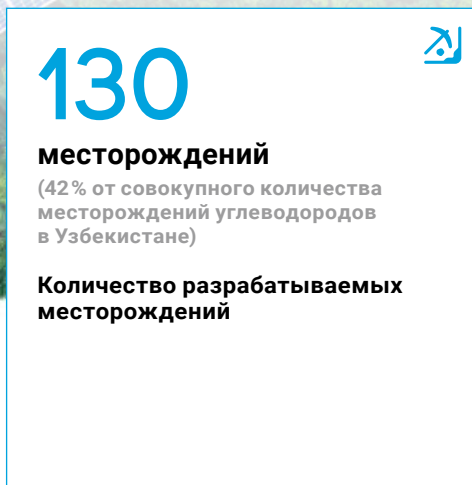 130
месторождений
(42 % от совокупного количества
месторождений углеводородов
в Узбекистане)
Количество разрабатываемых
месторождений